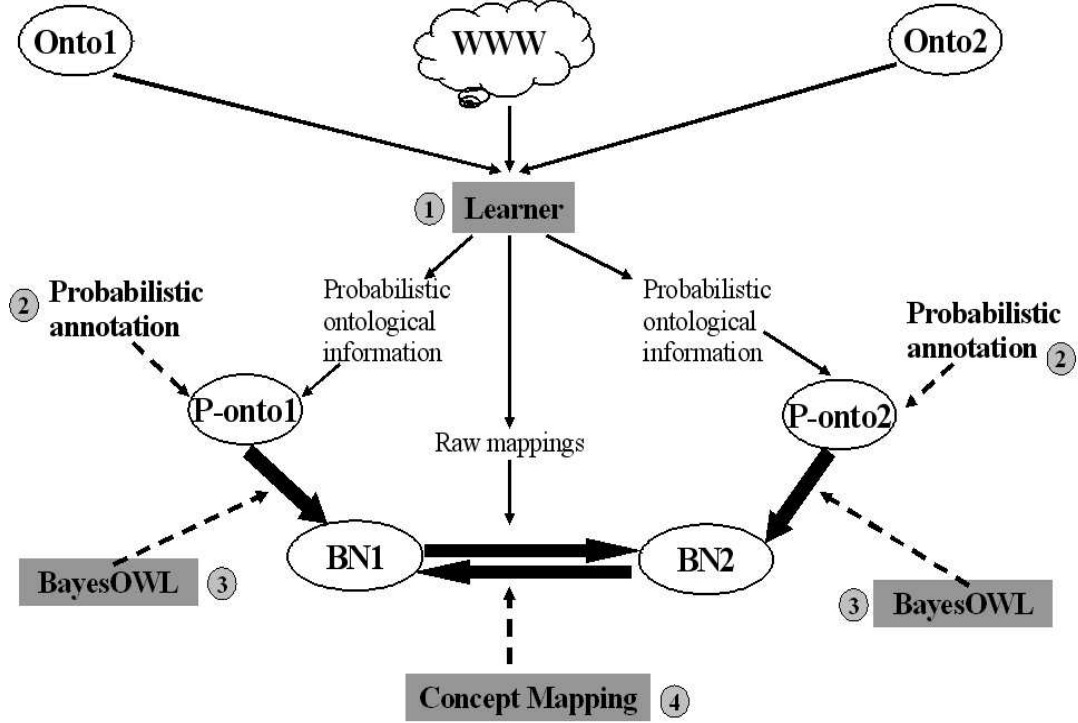 Onto1
WWW
Onto2
1
Learner
2
Probabilistic
annotation
Probabilistic
ontological
information
Probabilistic
ontological
information
Probabilistic
annotation
2
P-onto1
P-onto2
Raw mappings
BN1
BN2
BayesOWL
3
3
BayesOWL
Concept Mapping
4